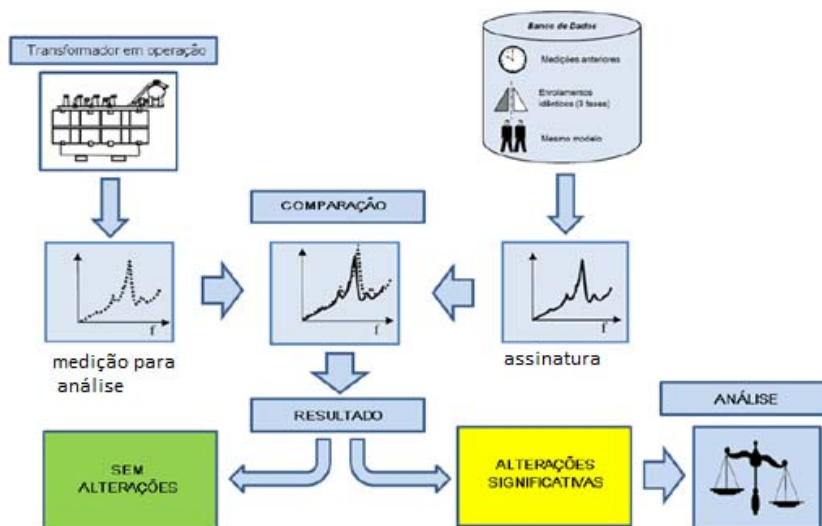 Transformador em operação
Banco de Dados
Medições anteriores
Enrolamentos
idênticos (3 fases)
Mesmo modelo
COMPARAÇÃO
f
f
f
medição para
análise
assinatura
RESULTADO
ANÁLISE
SEM
ALTERAÇÕES
ALTERAÇÕES
SIGNIFICATIVAS